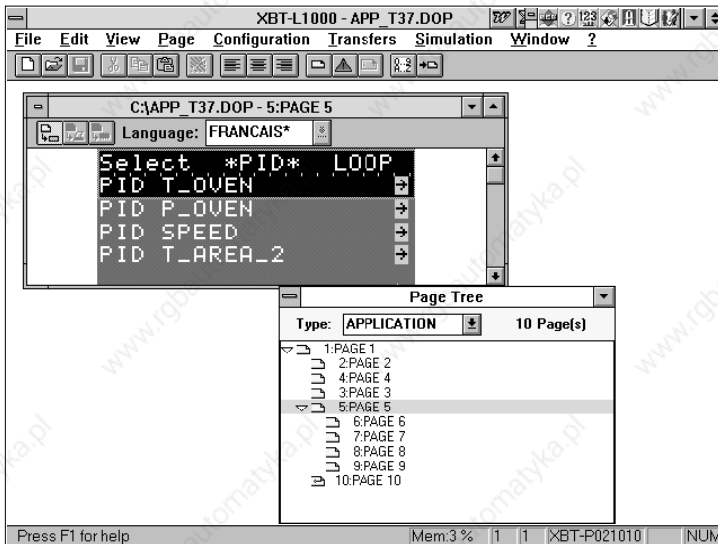 XBT-L1000 - APP_T37.DOP
File Edit View Page Configuration Transfers Simulation Window ?
C:\APP_T37.DOP - 5:PAGE 5
Language: FRANCAIS*
Select *PID* LOOP
PID T_OVEN
PID P_OVEN
PID SPEED
PID T_AREA_2
Page Tree
Type: APPLICATION 10 Page(s)
1:PAGE 1
2:PAGE 2
4:PAGE 4
3:PAGE 3
5:PAGE 5
6:PAGE 6
7:PAGE 7
8:PAGE 8
9:PAGE 9
10:PAGE 10
Press F1 for help Mem:3 % 1 1 XBT-P021010 NUM
www.rgbautomatyka.pl